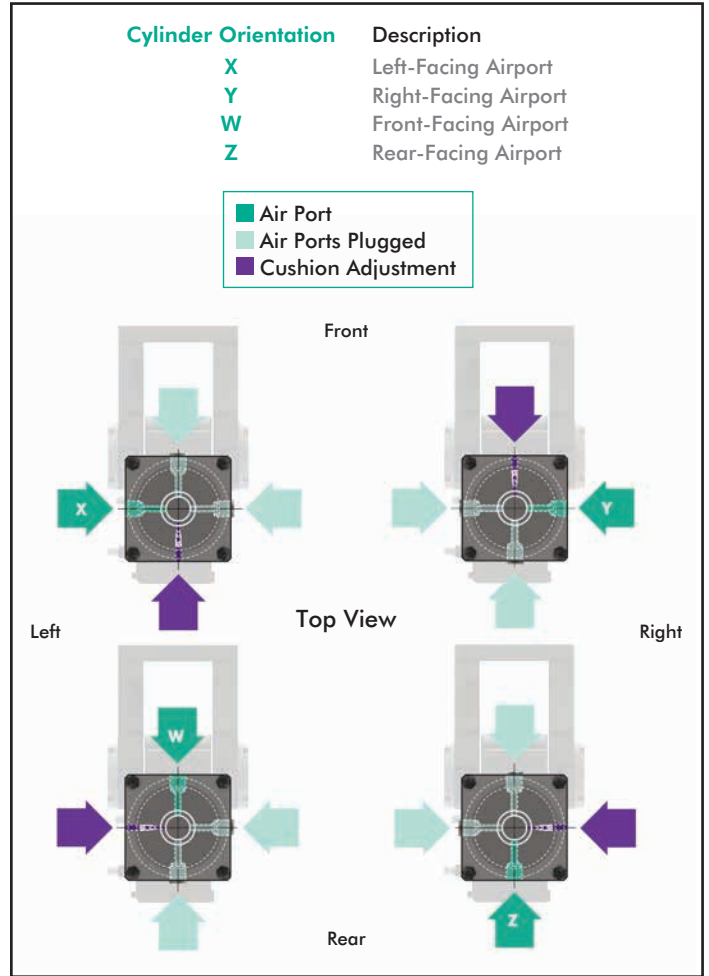 Cylinder Orientation Description
X Left-Facing Airport
Y Right-Facing Airport
W Front-Facing Airport
Z Rear-Facing Airport
Air Port
Air Ports Plugged
Cushion Adjustment
Front
X
Y
Left
Top View
Right
W
Z
Rear